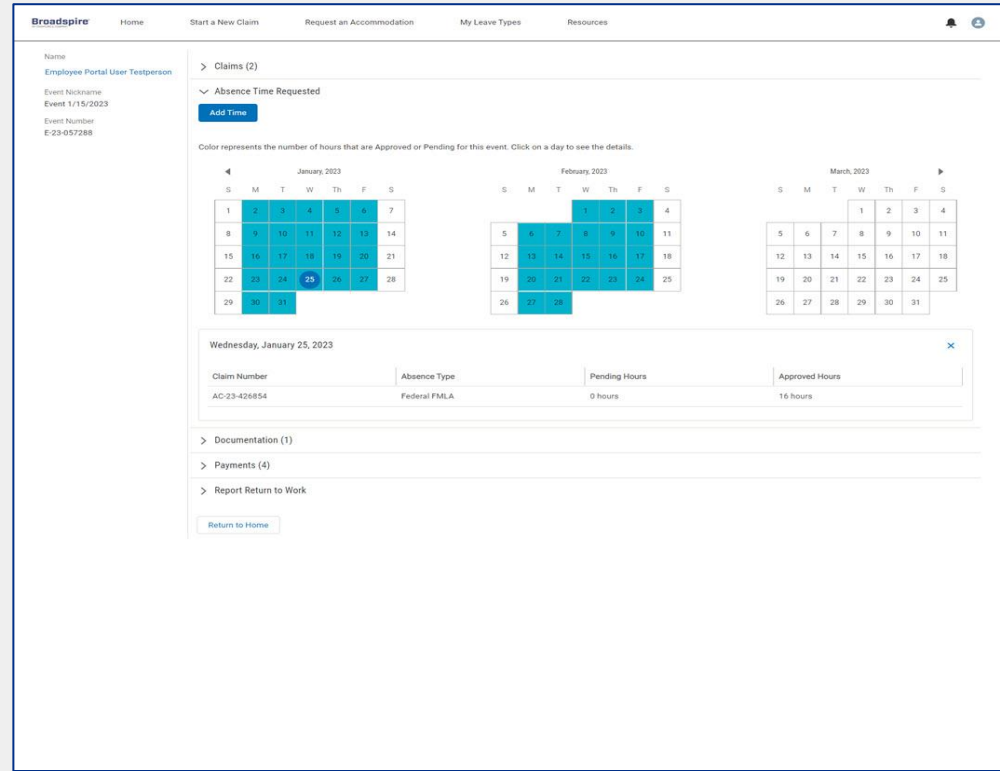 Broadspire Home Start a New Claim Request an Accommodation My Leave Types Resources
Name
Employee Portal User Testperson
Event Nickname
Event 1/15/2023
Event Number
E-23-057288
Claims (2)
Absence Time Requested
Add Time
Color represents the number of hours that are Approved or Pending for this event. Click on a day to see the details.
January, 2023
S M T W Th F S
1 2 3 4 5 6 7
8 9 10 11 12 13 14
15 16 17 18 19 20 21
22 23 24 25 26 27 28
29 30 31
February, 2023
S M T W Th F S
1 2 3 4
5 6 7 8 9 10 11
12 13 14 15 16 17 18
19 20 21 22 23 24 25
26 27 28
March, 2023
S M T W Th F S
1 2 3 4
5 6 7 8 9 10 11
12 13 14 15 16 17 18
19 20 21 22 23 24 25
26 27 28 29 30 31
Wednesday, January 25, 2023
Claim Number Absence Type Pending Hours Approved Hours
AC-23-426854 Federal FMLA 0 hours 16 hours
Documentation (1)
Payments (4)
Report Return to Work
Return to Home